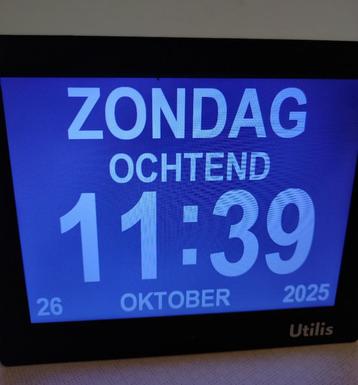 ZONDAG
OCHTEND
11:39
26 OKTOBER 2025
Utilis